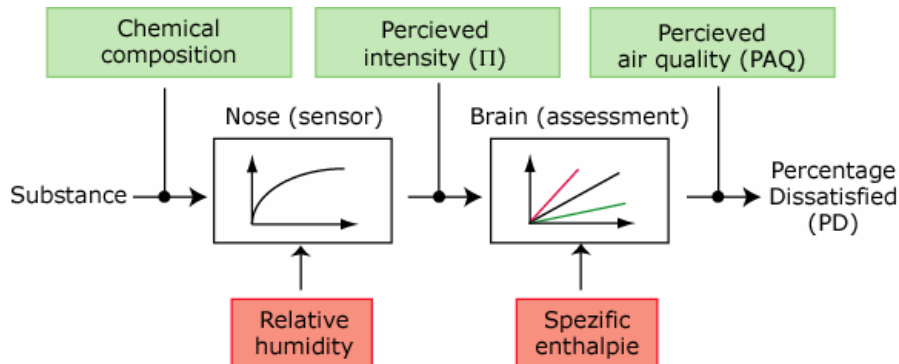 Chemical
composition
Percieved
intensity (Π)
Percieved
air quality (PAQ)
Nose (sensor)
Brain (assessment)
Substance
Percentage
Dissatisfied
(PD)
Relative
humidity
Spezific
enthalpie